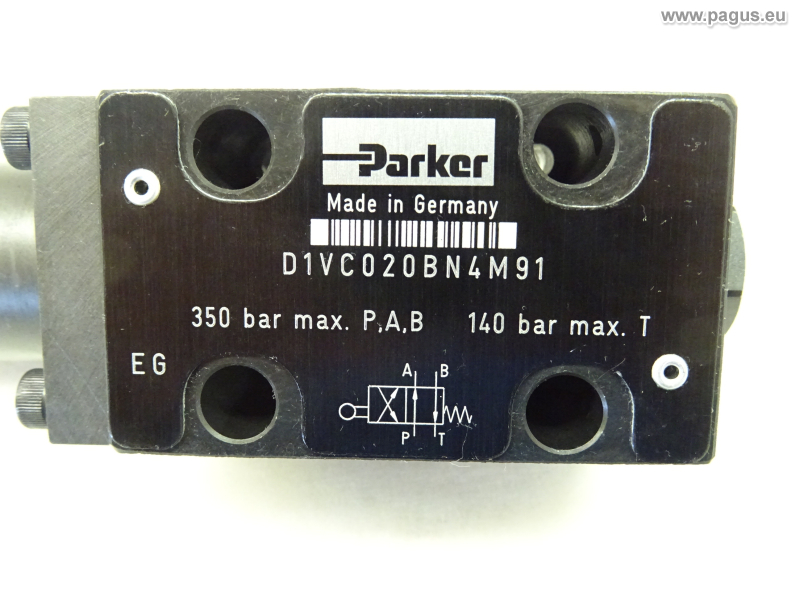 www.pagus.eu
Parker
Made in Germany
D1VC020BN4M91
350 bar max. P,A,B 140 bar max. T
EG
A B
P T